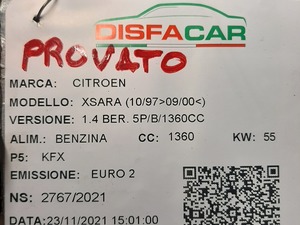 DISFACAR
PROVATO
MARCA: CITROEN
MODELLO: XSARA (10/97>09/00<)
VERSIONE: 1.4 BER. 5P/B/1360CC
ALIM.: BENZINA CC: 1360 KW: 55
P5: KFX
EMISSIONE: EURO 2
NS: 2767/2021
DATA:23/11/2021 15:01:00